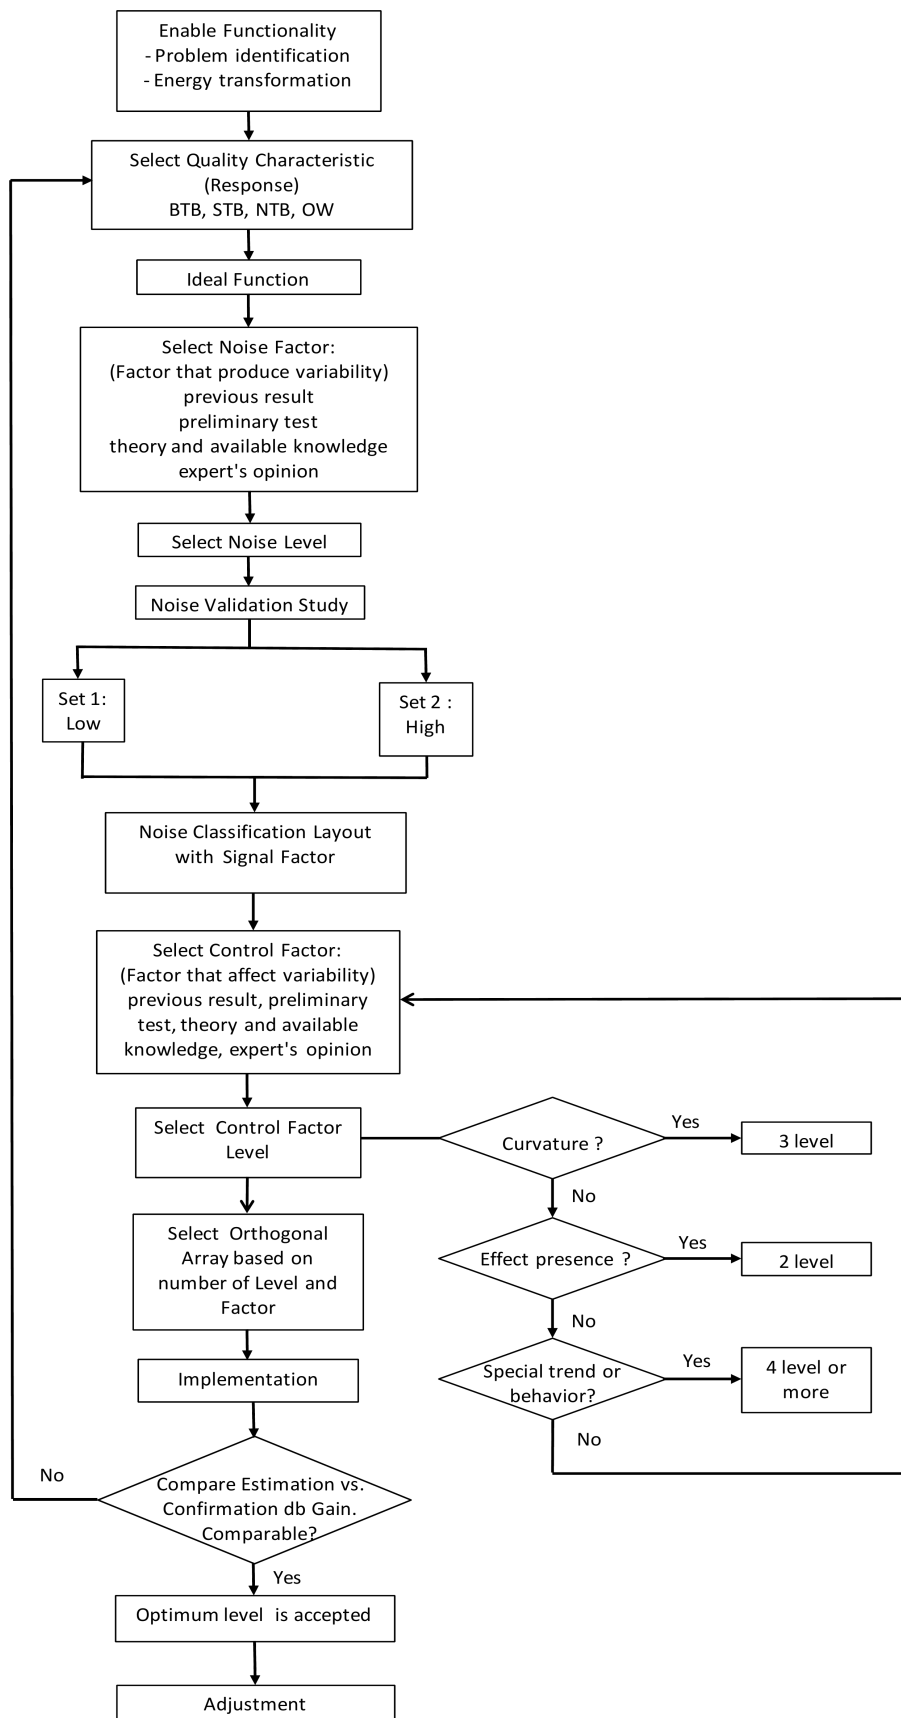 Enable Functionality
- Problem identification
- Energy transformation
Select Quality Characteristic
(Response)
BTB, STB, NTB, OW
Ideal Function
Select Noise Factor:
(Factor that produce variability)
previous result
preliminary test
theory and available knowledge
expert's opinion
Select Noise Level
Noise Validation Study
Set 1:
Low
Set 2 :
High
Noise Classification Layout
with Signal Factor
Select Control Factor:
(Factor that affect variability)
previous result, preliminary
test, theory and available
knowledge, expert's opinion
Select Control Factor
Level
Curvature ?
Yes
3 level
No
Effect presence ?
Yes
2 level
No
Special trend or
behavior?
Yes
4 level or
more
No
Select Orthogonal
Array based on
number of Level and
Factor
Implementation
Compare Estimation vs.
Confirmation db Gain.
Comparable?
No
Yes
Optimum level is accepted
Adjustment